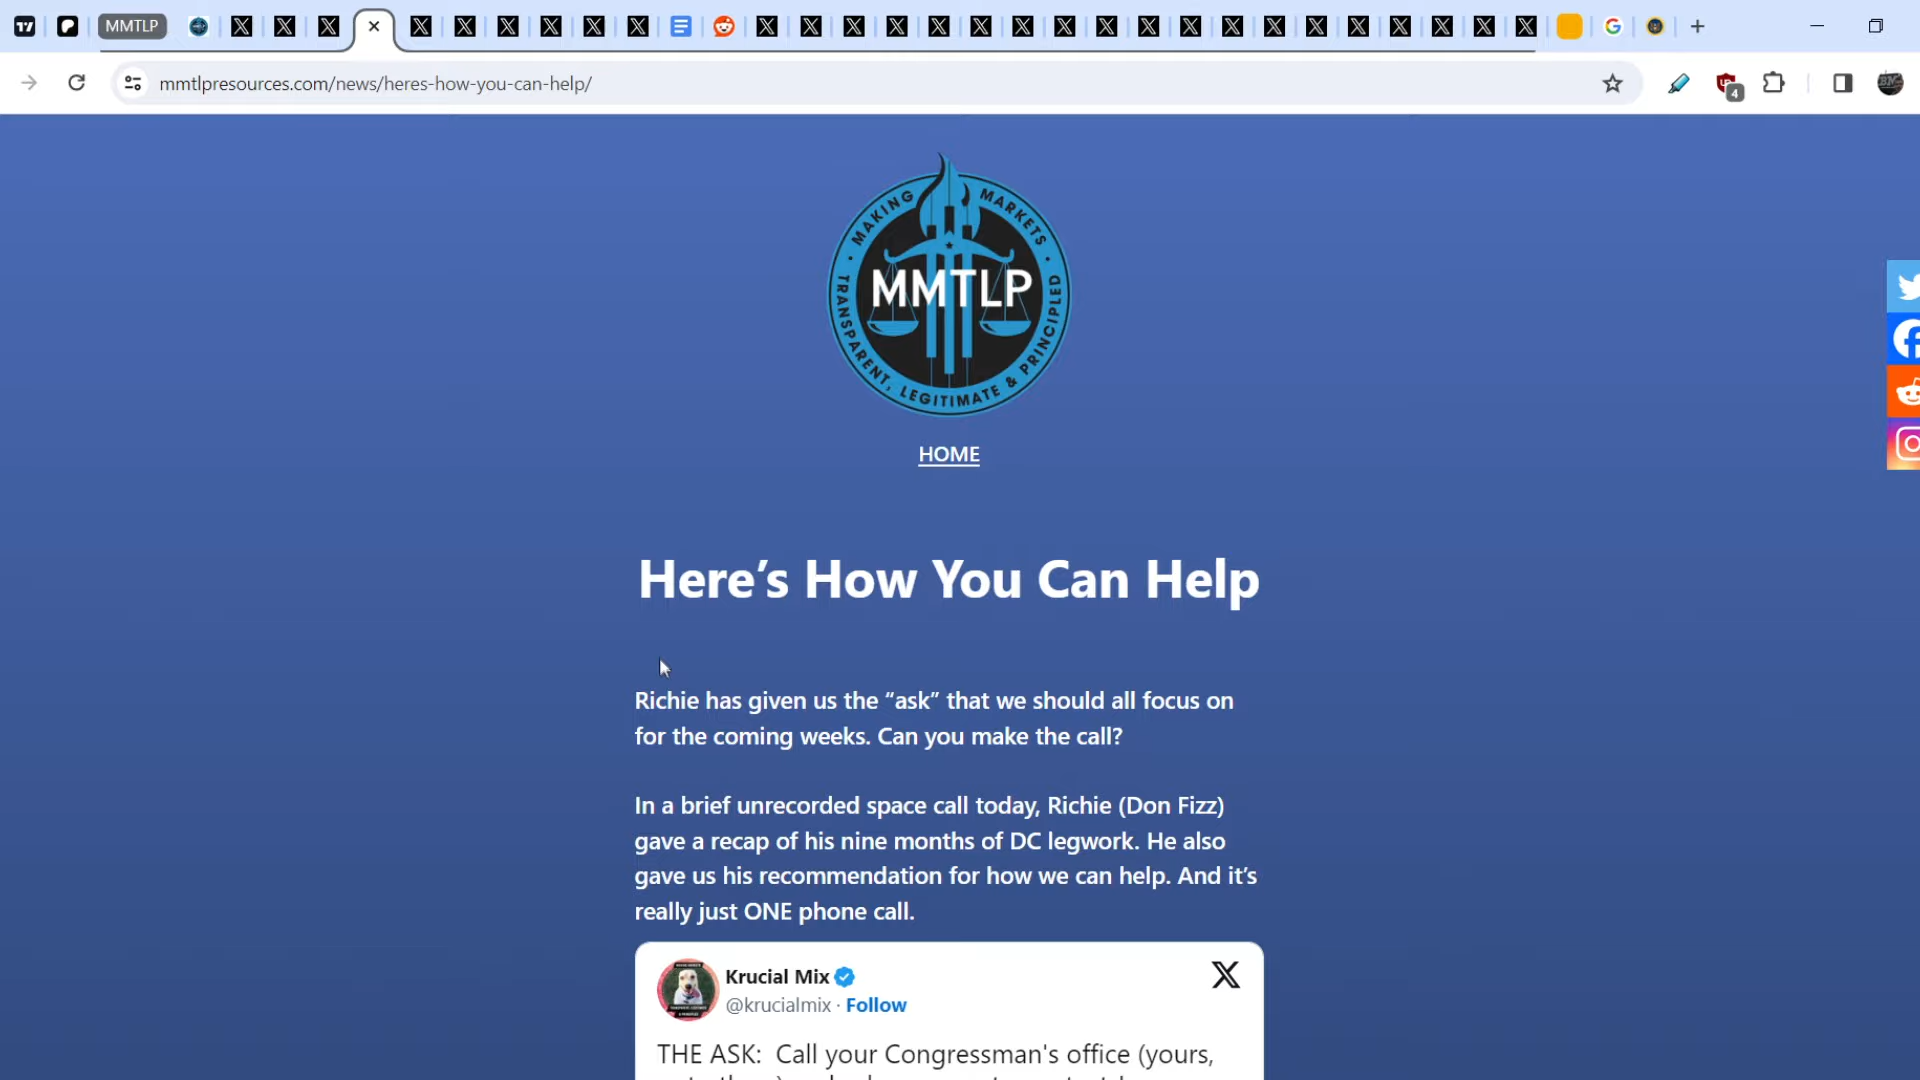 MMTLP
mmtlpresources.com/news/heres-how-you-can-help/
4
MAKING MARKETS
MMTLP
TRANSPARENT, LEGITIMATE & PRINCIPLED
HOME
Here’s How You Can Help
Richie has given us the “ask” that we should all focus on
for the coming weeks. Can you make the call?
In a brief unrecorded space call today, Richie (Don Fizz)
gave a recap of his nine months of DC legwork. He also
gave us his recommendation for how we can help. And it’s
really just ONE phone call.
Krucial Mix
@krucialmix · Follow
THE ASK: Call your Congressman's office (yours,